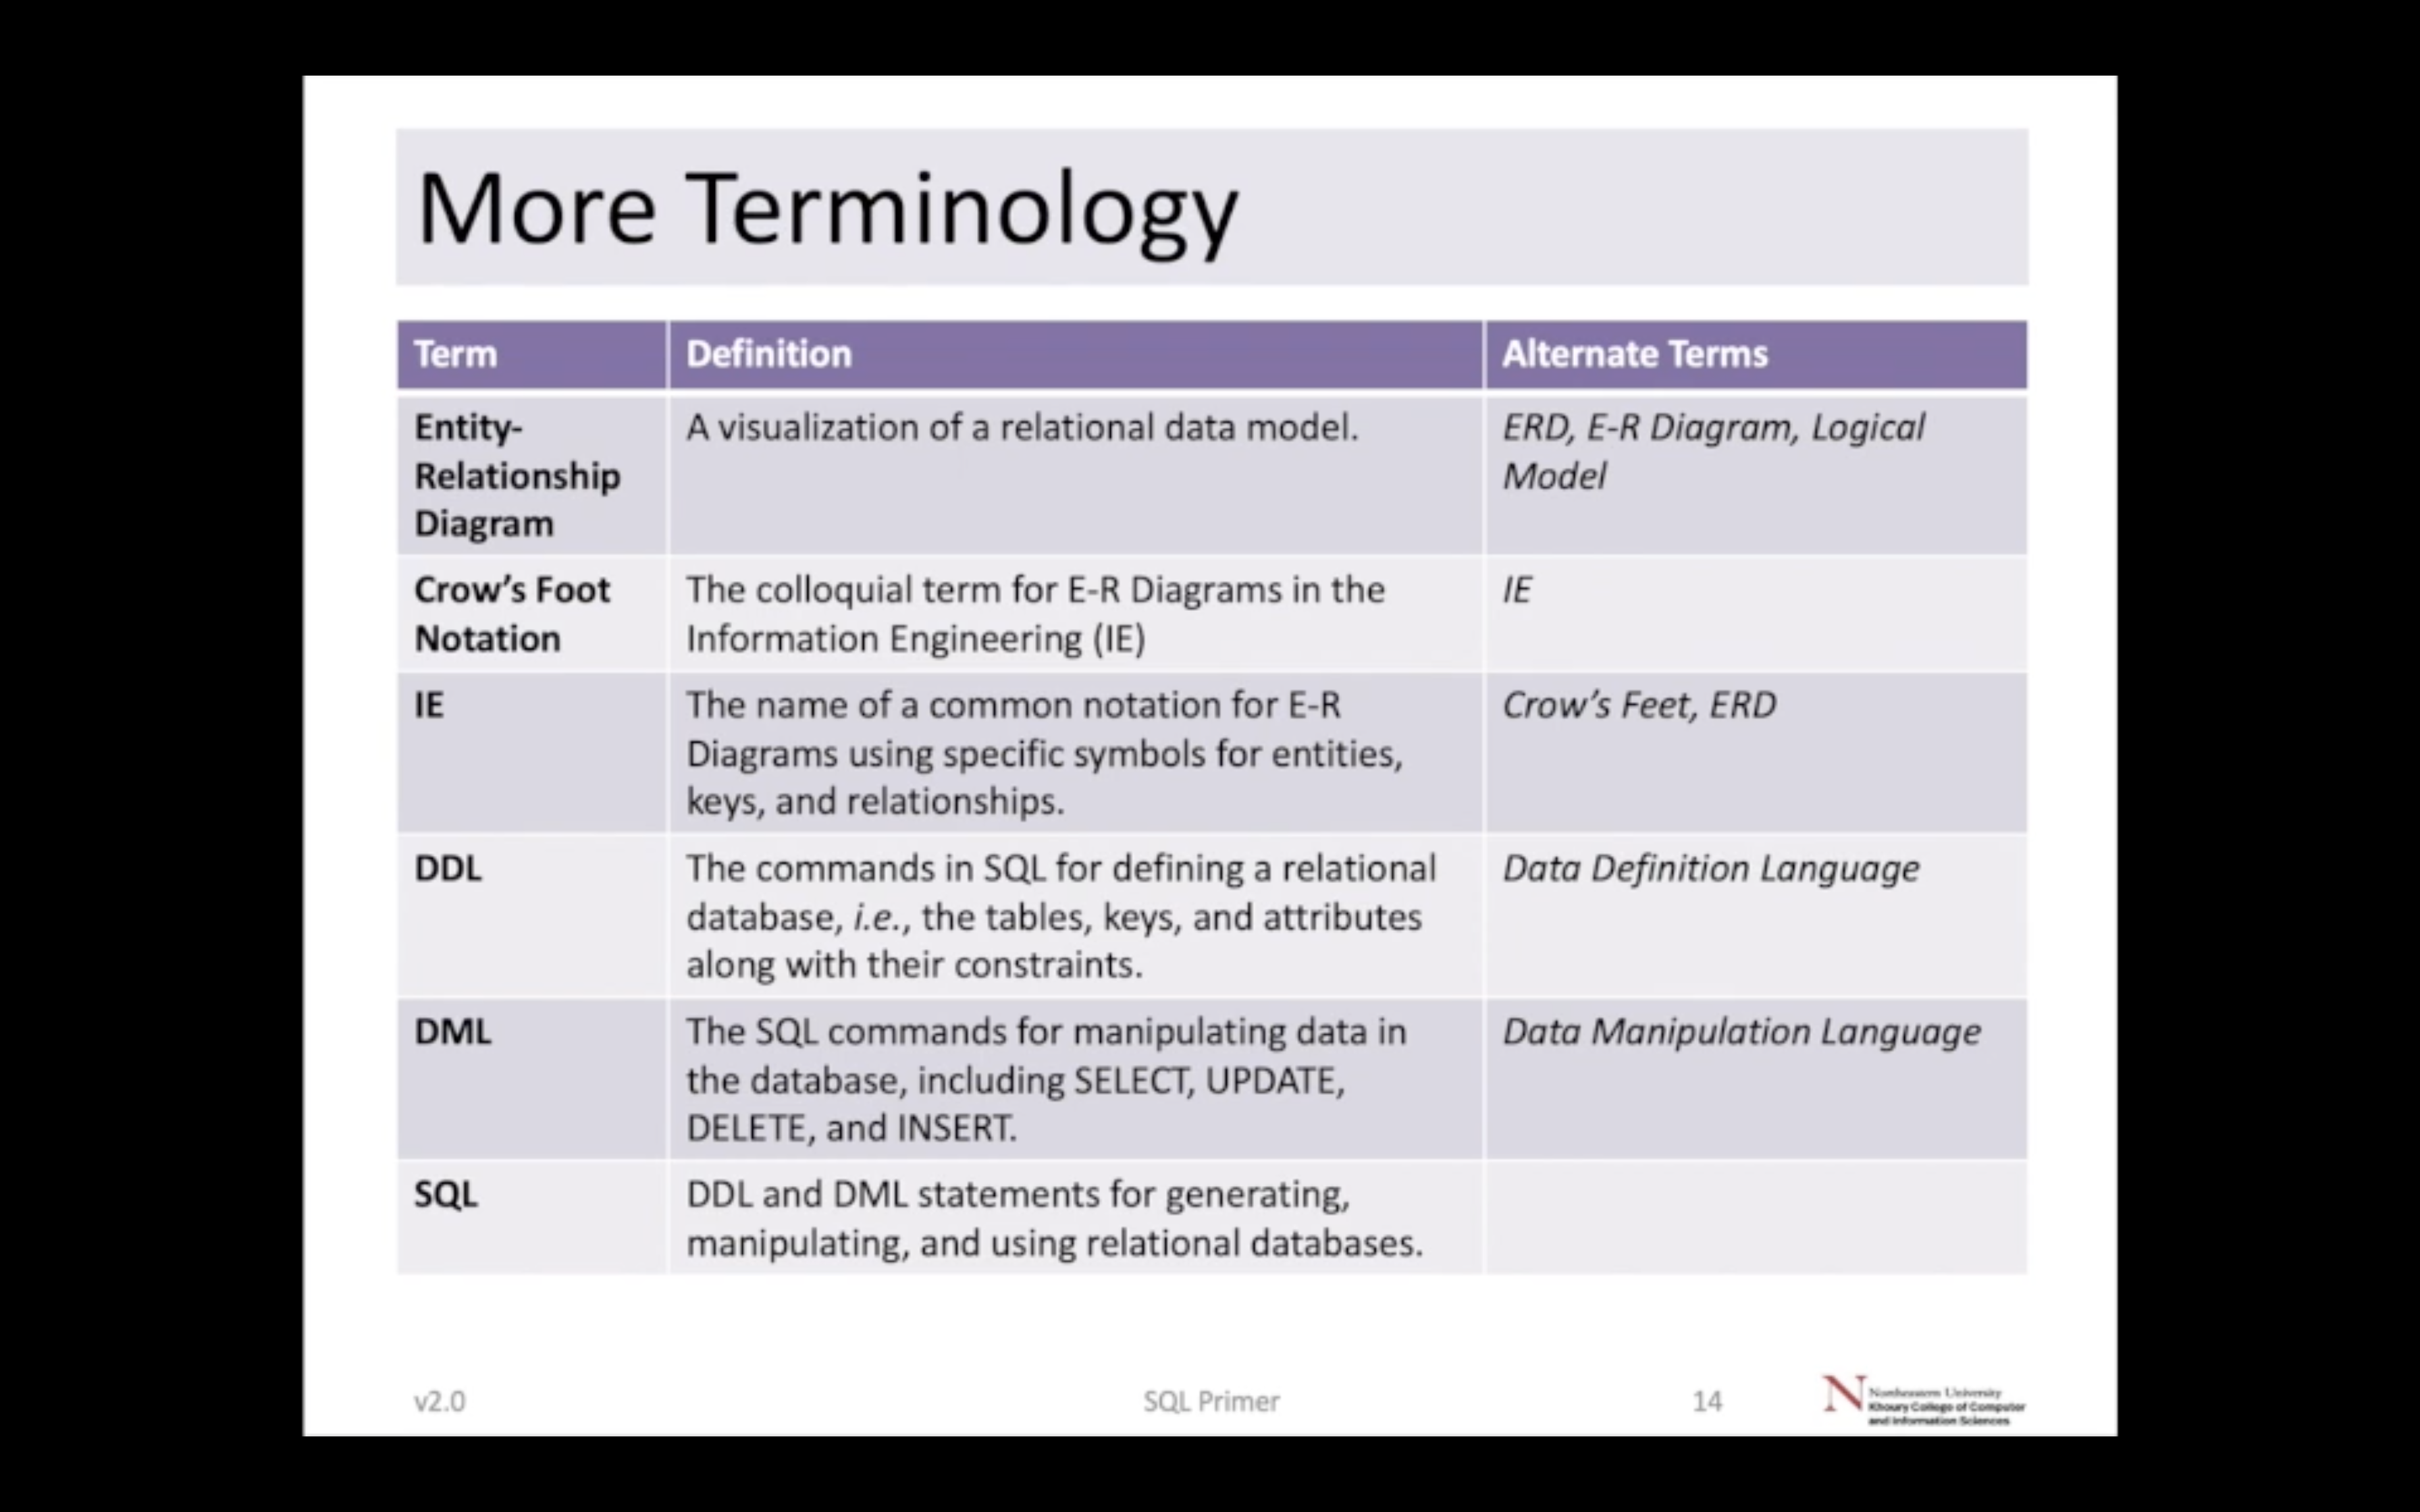 More Terminology
Term
Definition
Alternate Terms
Entity-
Relationship
Diagram
A visualization of a relational data model.
ERD, E-R Diagram, Logical
Model
Crow’s Foot
Notation
The colloquial term for E-R Diagrams in the
Information Engineering (IE)
IE
IE
The name of a common notation for E-R
Diagrams using specific symbols for entities,
keys, and relationships.
Crow’s Feet, ERD
DDL
The commands in SQL for defining a relational
database, i.e., the tables, keys, and attributes
along with their constraints.
Data Definition Language
DML
The SQL commands for manipulating data in
the database, including SELECT, UPDATE,
DELETE, and INSERT.
Data Manipulation Language
SQL
DDL and DML statements for generating,
manipulating, and using relational databases.
v2.0
SQL Primer
14
N
Northeastern University
Khoury College of Computer
and Information Sciences